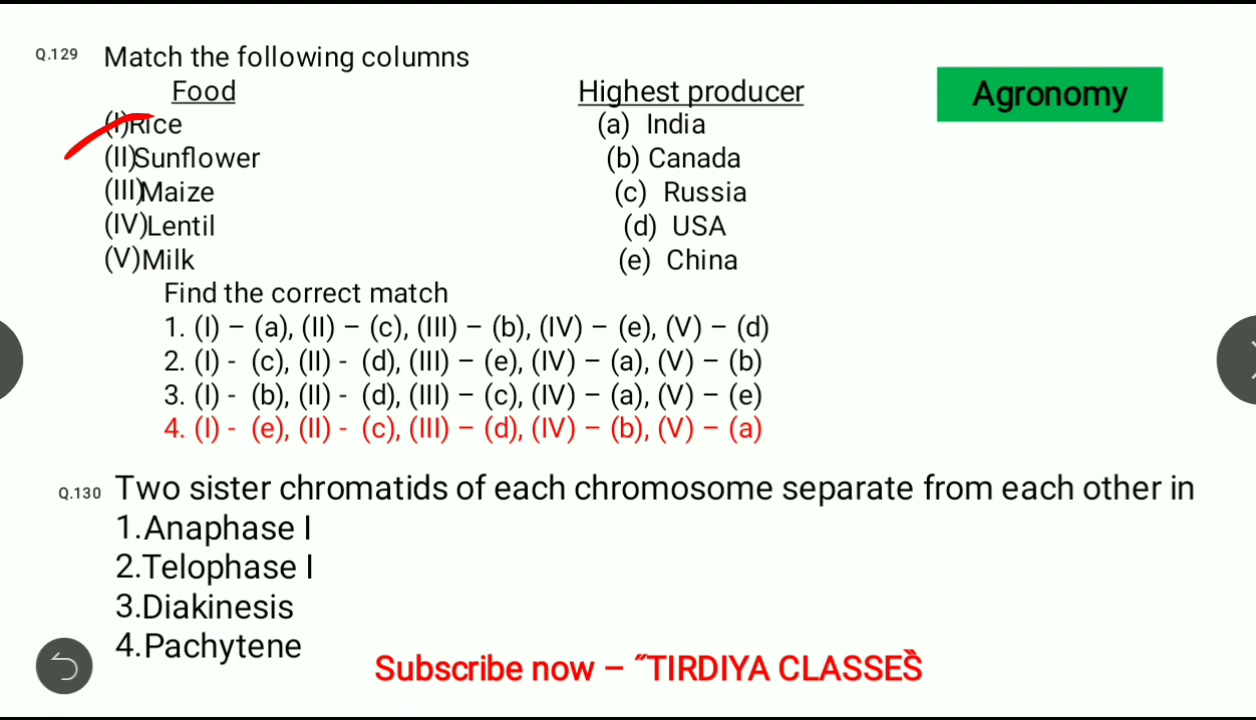 Q.129 Match the following columns
Food Highest producer
Agronomy
(I)Rice (a) India
(II)Sunflower (b) Canada
(III)Maize (c) Russia
(IV)Lentil (d) USA
(V)Milk (e) China
Find the correct match
1. (I) – (a), (II) – (c), (III) – (b), (IV) – (e), (V) – (d)
2. (I) - (c), (II) - (d), (III) – (e), (IV) – (a), (V) – (b)
3. (I) - (b), (II) - (d), (III) – (c), (IV) – (a), (V) – (e)
4. (I) - (e), (II) - (c), (III) – (d), (IV) – (b), (V) – (a)
Q.130 Two sister chromatids of each chromosome separate from each other in
1.Anaphase I
2.Telophase I
3.Diakinesis
4.Pachytene
Subscribe now – ˝TIRDIYA CLASSES̏